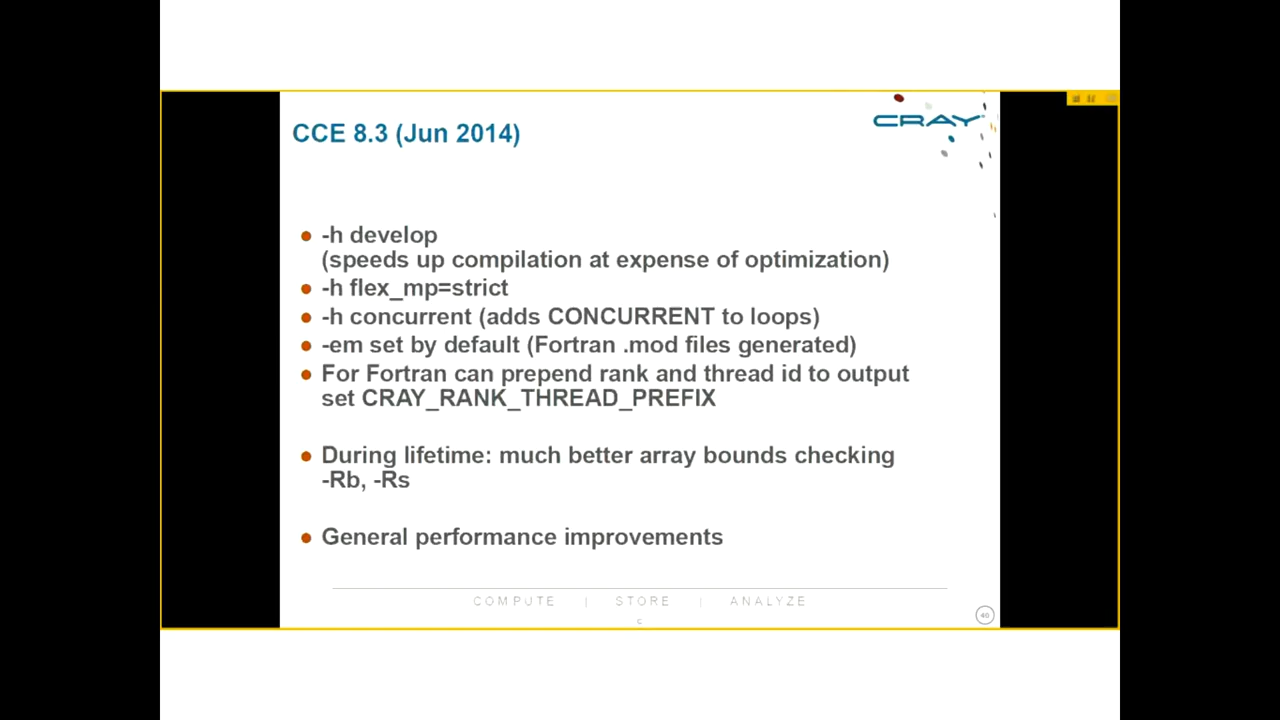 CCE 8.3 (Jun 2014)
CRAY
-h develop
(speeds up compilation at expense of optimization)
-h flex_mp=strict
-h concurrent (adds CONCURRENT to loops)
-em set by default (Fortran .mod files generated)
For Fortran can prepend rank and thread id to output
set CRAY_RANK_THREAD_PREFIX
During lifetime: much better array bounds checking
-Rb, -Rs
General performance improvements
COMPUTE | STORE | ANALYZE
c